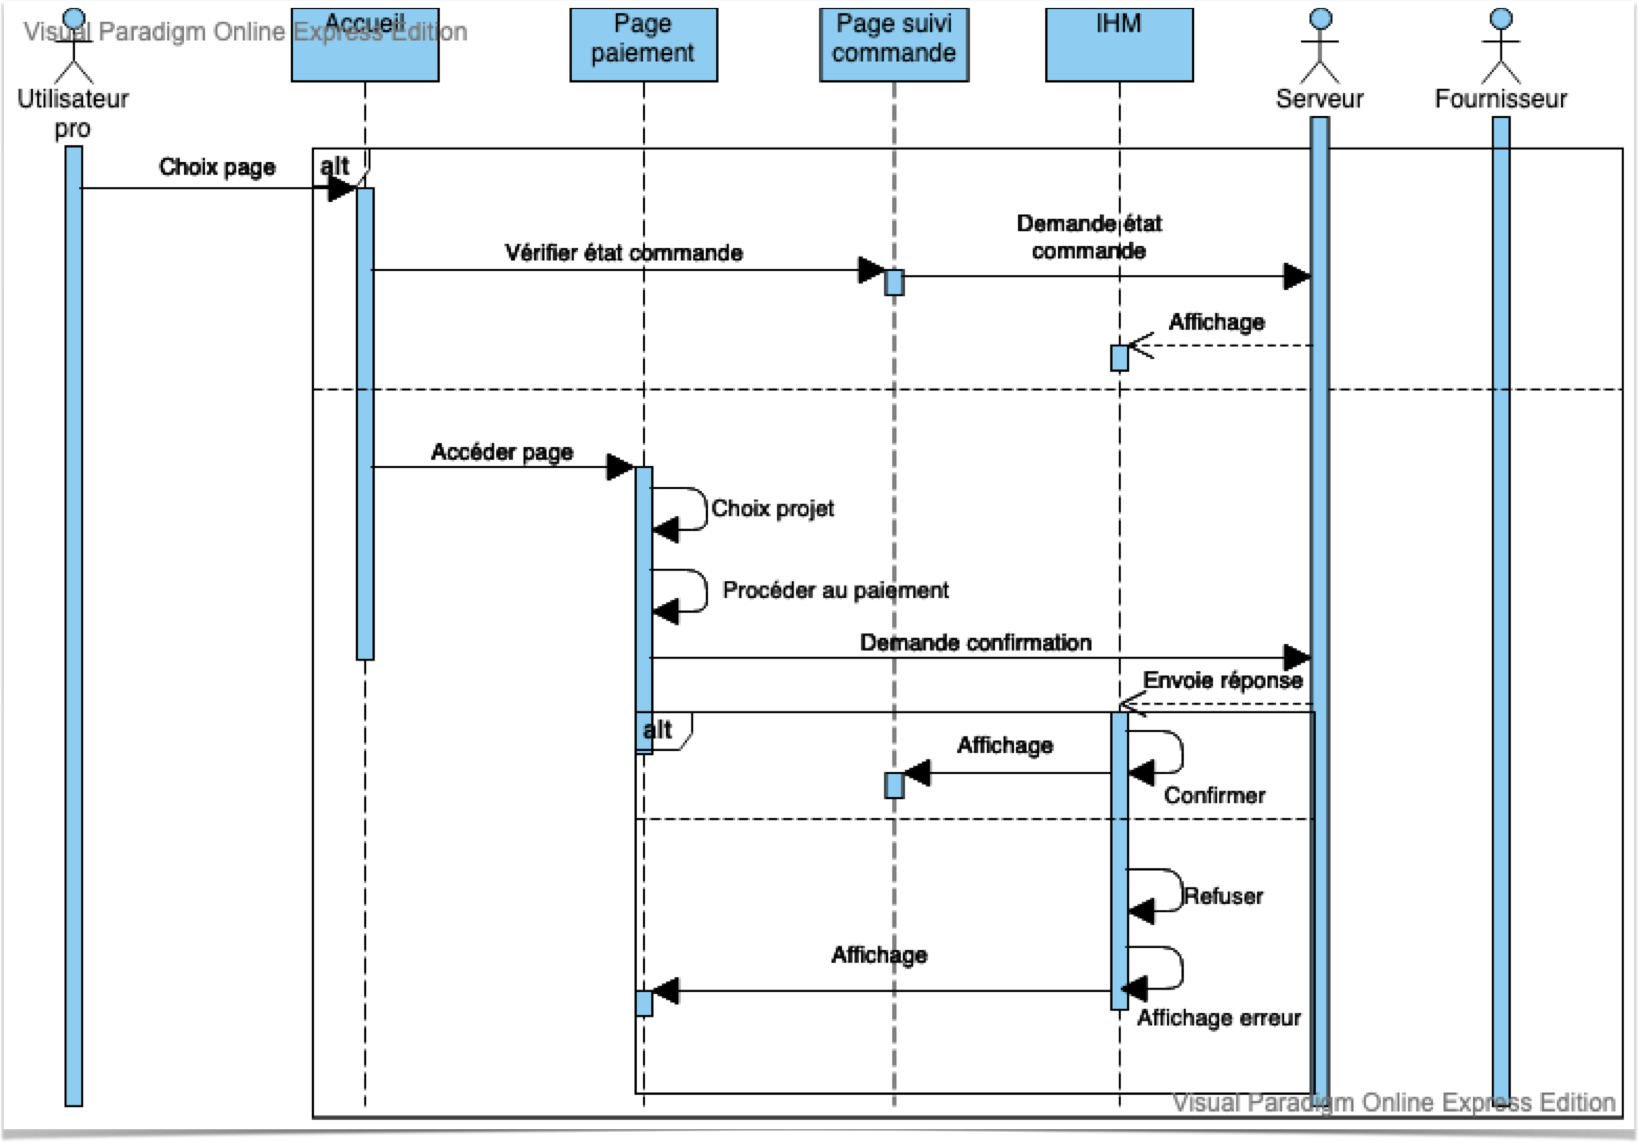 Visual Paradigm Online Express Edition
Accueil
Page
paiement
Page suivi
commande
IHM
Utilisateur
pro
Serveur
Fournisseur
alt
Choix page
Demande état
commande
Vérifier état commande
Affichage
Accéder page
Choix projet
Procéder au paiement
Demande confirmation
Envoie réponse
alt
Affichage
Confirmer
Refuser
Affichage
Affichage erreur
Visual Paradigm Online Express Edition